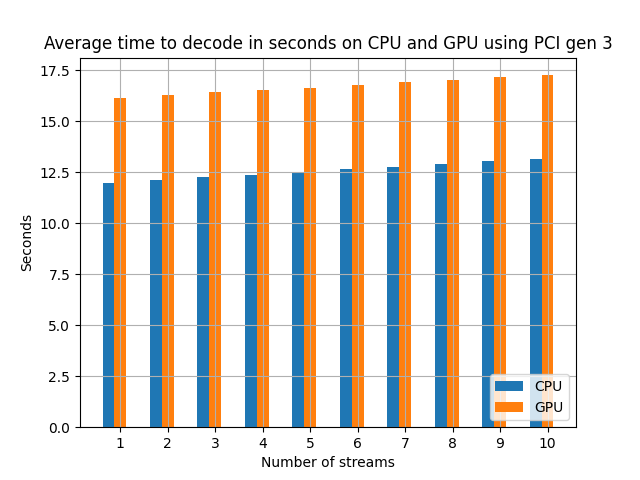 Average time to decode in seconds on CPU and GPU using PCI gen 3
17.5
15.0
12.5
10.0
7.5
5.0
2.5
0.0
Seconds
1 2 3 4 5 6 7 8 9 10
Number of streams
CPU
GPU